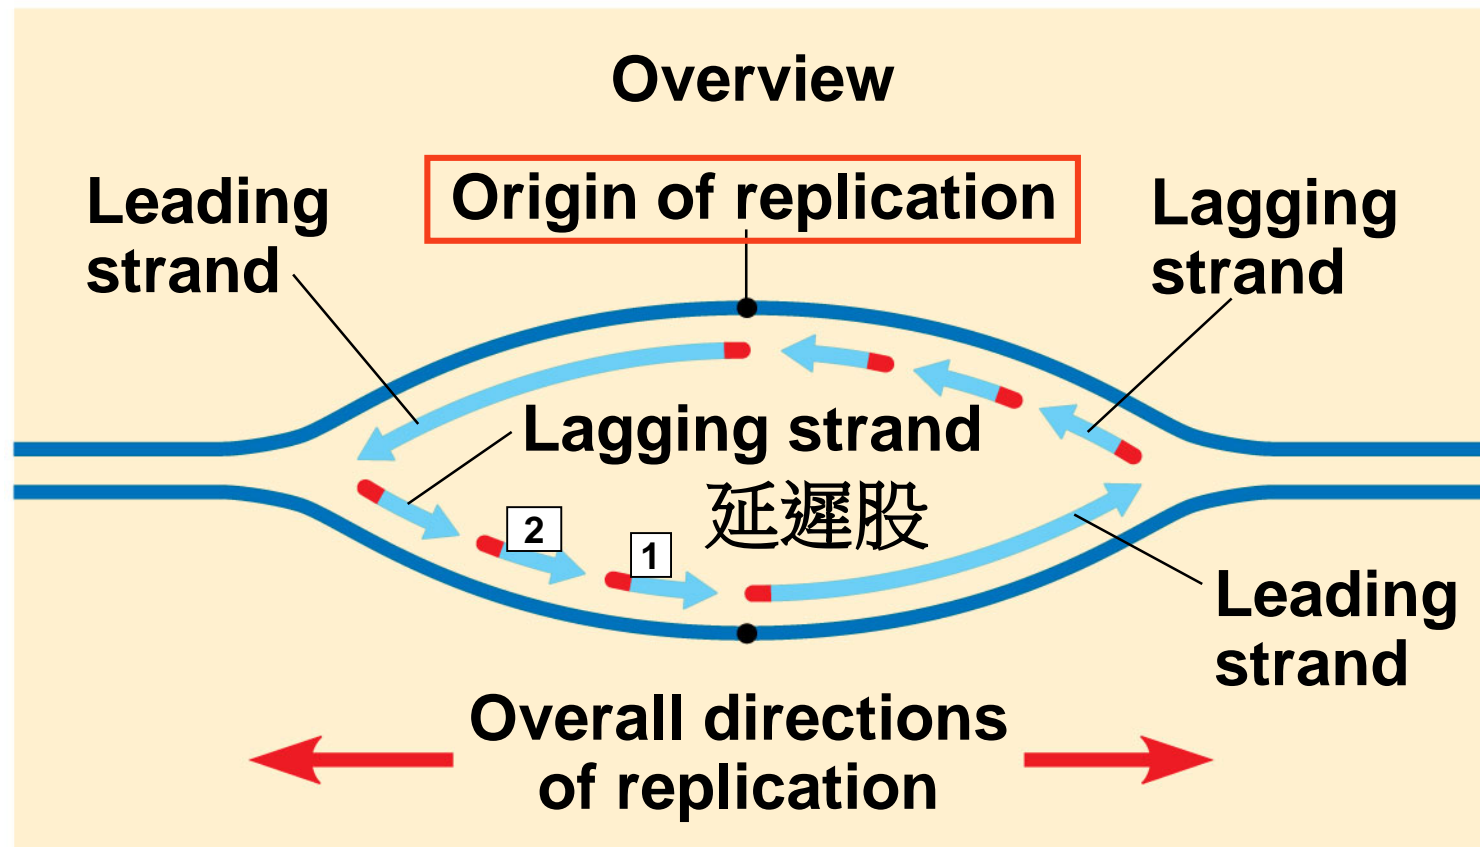 Overview
Origin of replication
Leading
strand
Lagging
strand
Lagging strand
延遲股
2
1
Leading
strand
Overall directions
of replication